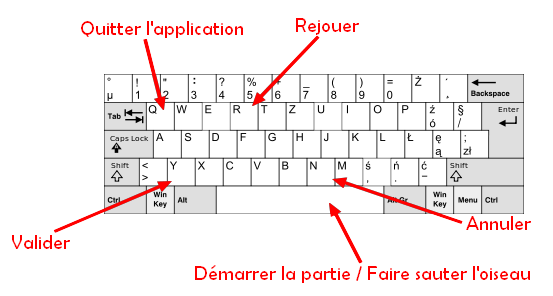 Quitter l'application
Rejouer
° ! " : ? % _ ( ) = Ż
µ 1 2 3 4 5 6 7 8 9 0 Backspace
Tab Q W E R T Z U I O P ż § Enter
ó /
Caps Lock A S D F G H J K L Ł ę ;
ą zł
Shift < Y X C V B N M ś ń ć Shift
> , . –
Ctrl Win Key Alt Alt Gr Win Key Menu Ctrl
Annuler
Valider
Démarrer la partie / Faire sauter l'oiseau